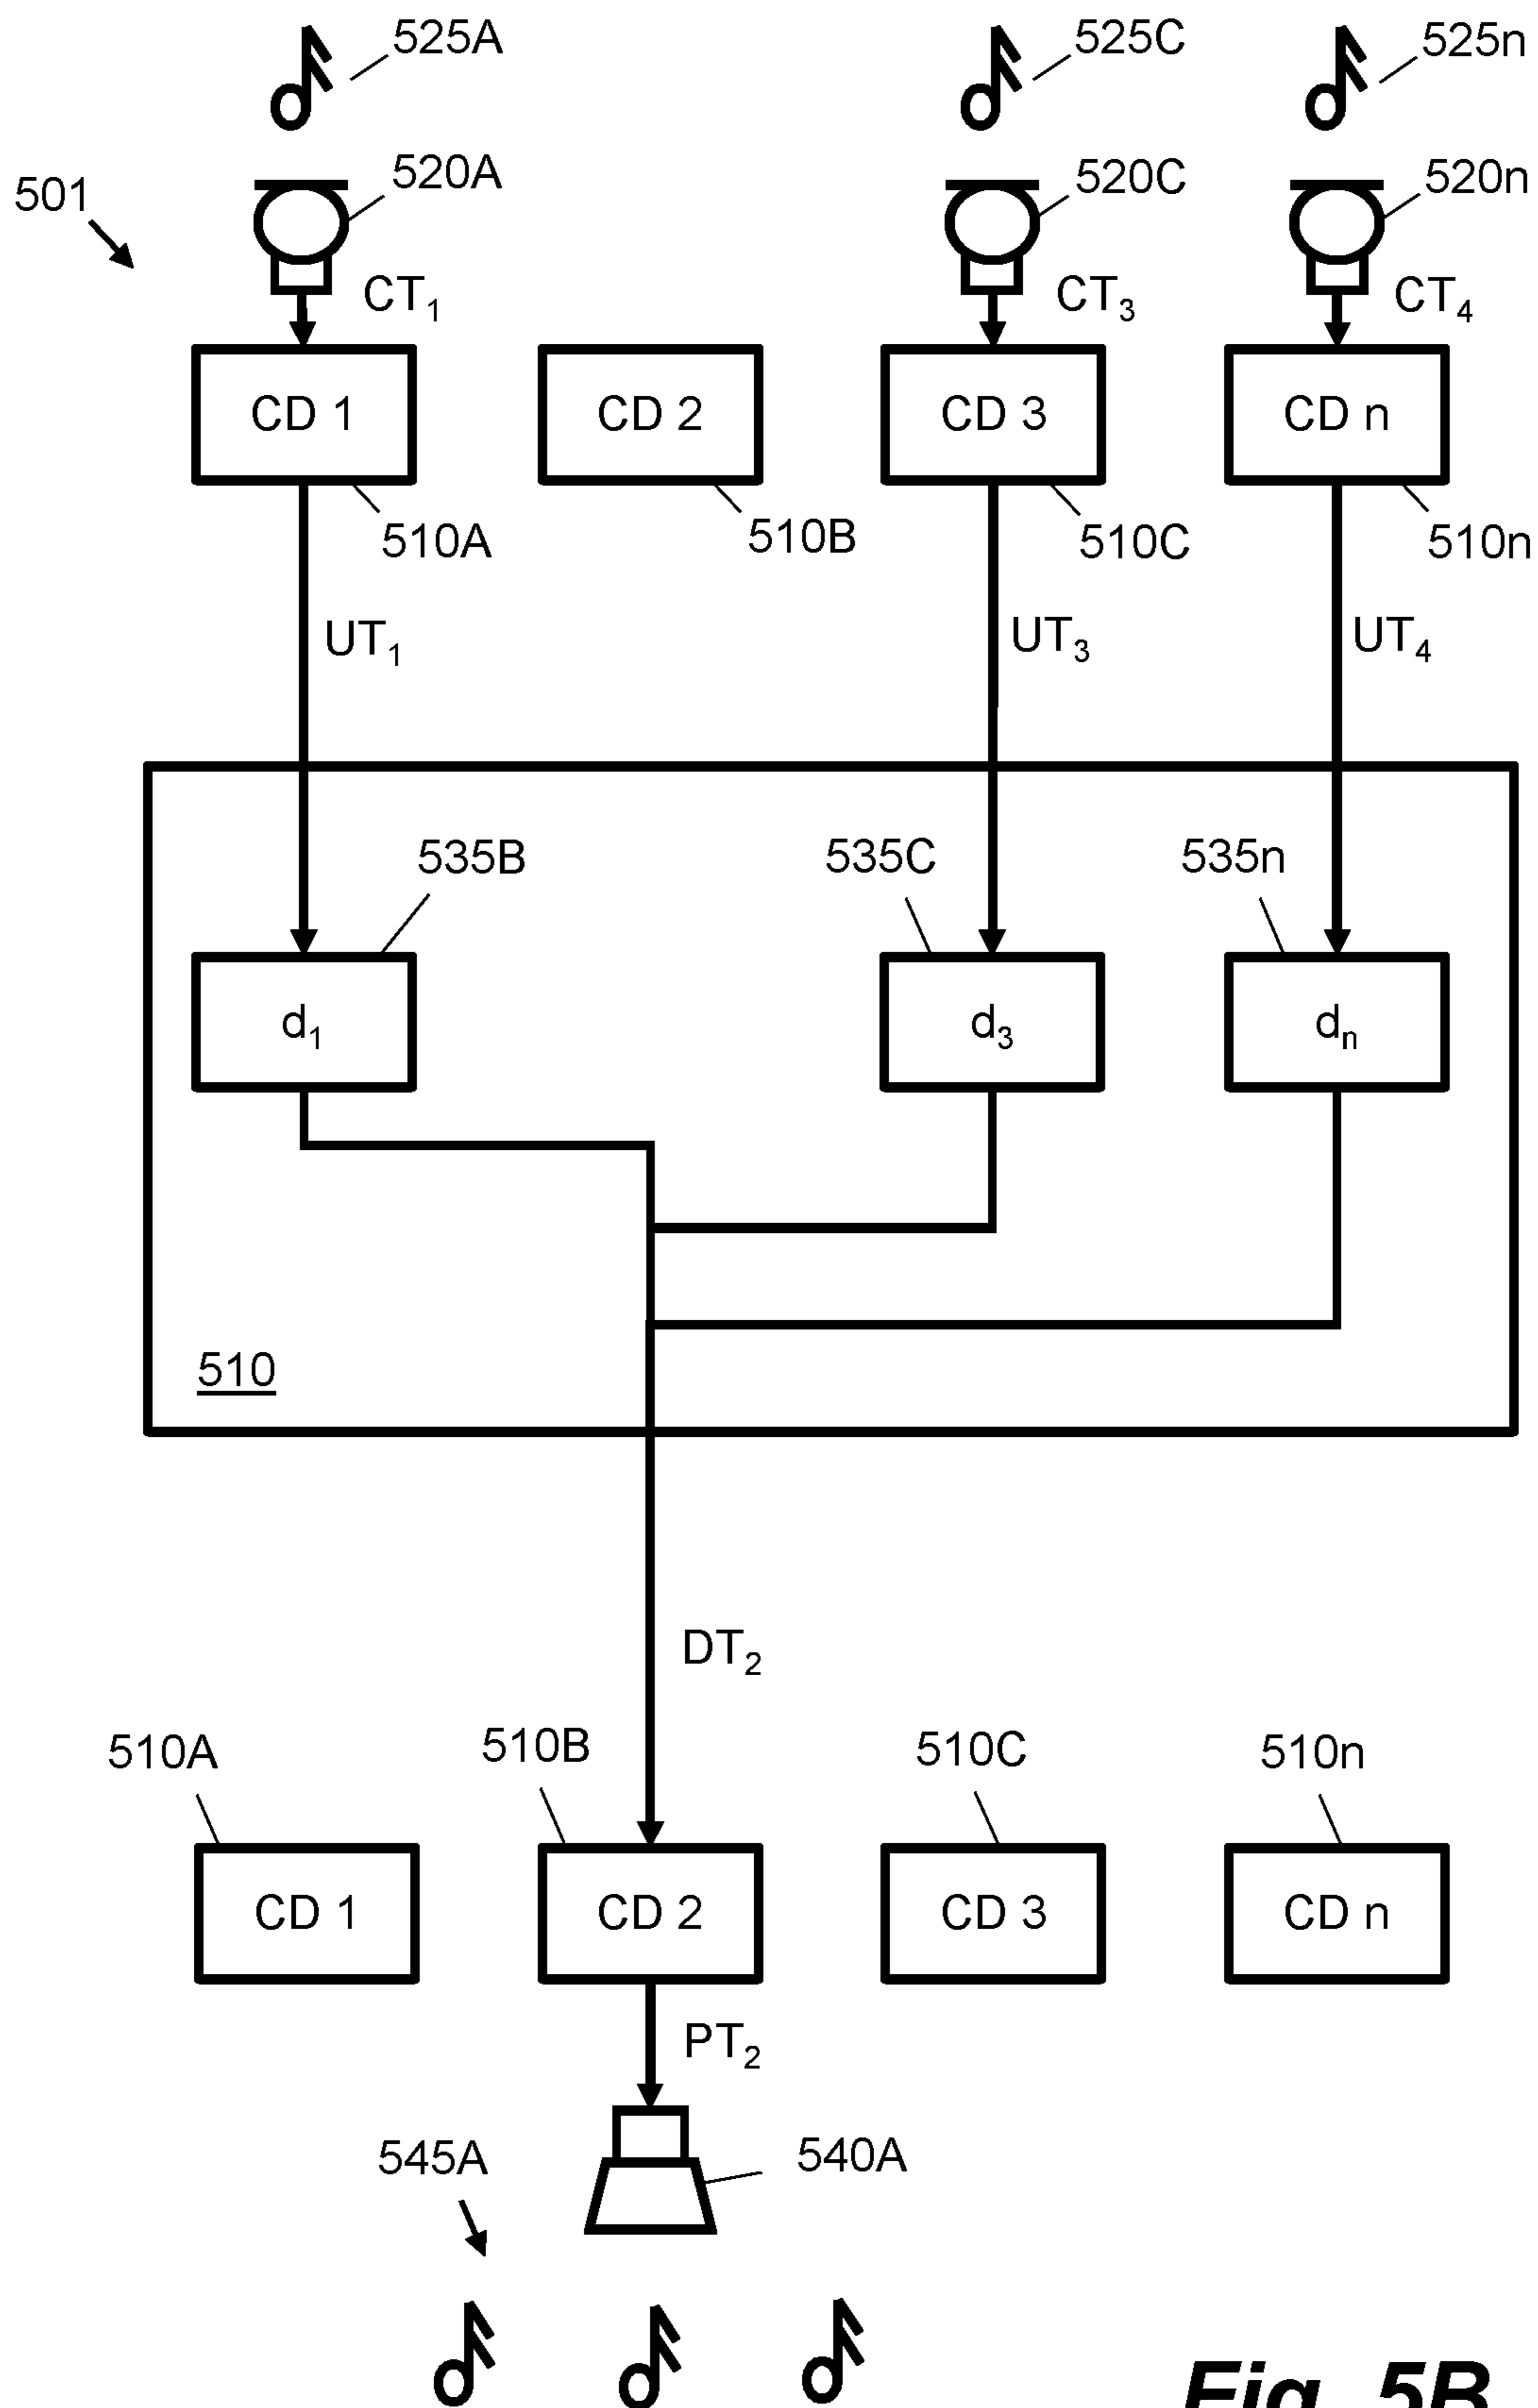 525A
525C
525n
520A
520C
520n
501
CT1
CT3
CT4
CD 1
CD 2
CD 3
CD n
510A
510B
510C
510n
UT1
UT3
UT4
535B
535C
535n
d1
d3
dn
510
DT2
510A
510B
510C
510n
CD 1
CD 2
CD 3
CD n
PT2
545A
540A
Fig. 5B